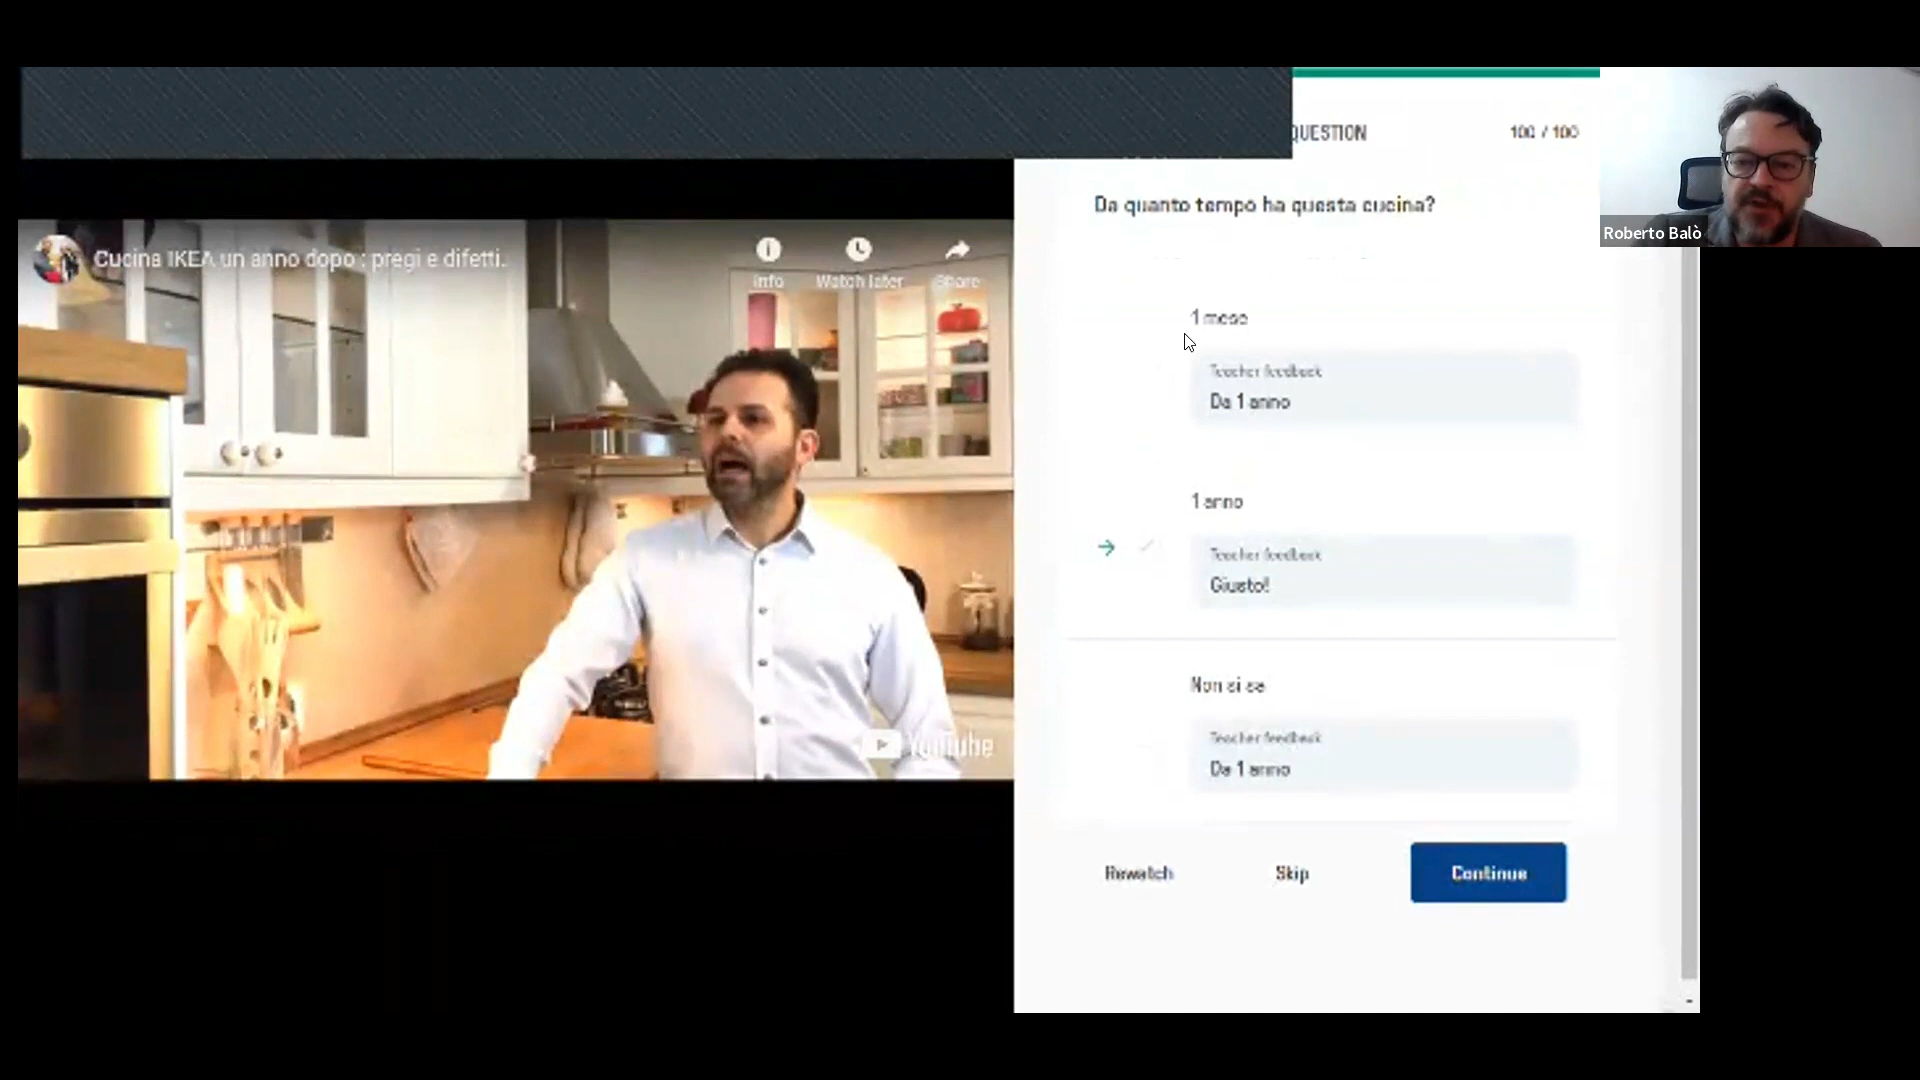 QUESTION
100 / 100
Roberto Balò
Da quanto tempo ha questa cucina?
Cucina IKEA un anno dopo : pregi e difetti.
Info
Watch later
Share
1 mese
Teacher feedback
Da 1 anno
1 anno
Teacher feedback
Giusto!
Non si sa
Teacher feedback
Da 1 anno
YouTube
Rewatch
Skip
Continue